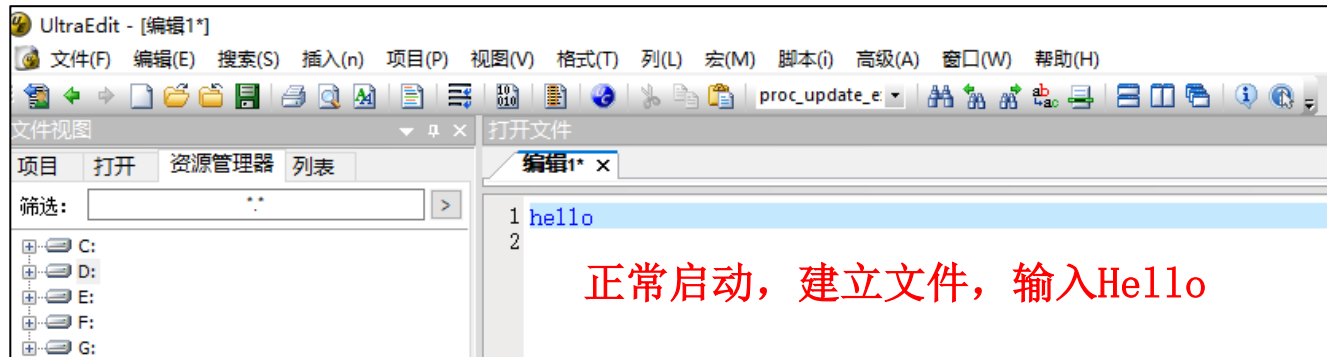 UltraEdit - [编辑1*]
文件(F) 编辑(E) 搜索(S) 插入(n) 项目(P) 视图(V) 格式(T) 列(L) 宏(M) 脚本(i) 高级(A) 窗口(W) 帮助(H)
proc_update_e
文件视图 打开文件
项目 打开 资源管理器 列表 编辑1*
筛选: *.*
1 hello
2
C:
D:
E:
F:
G:
正常启动，建立文件，输入Hello